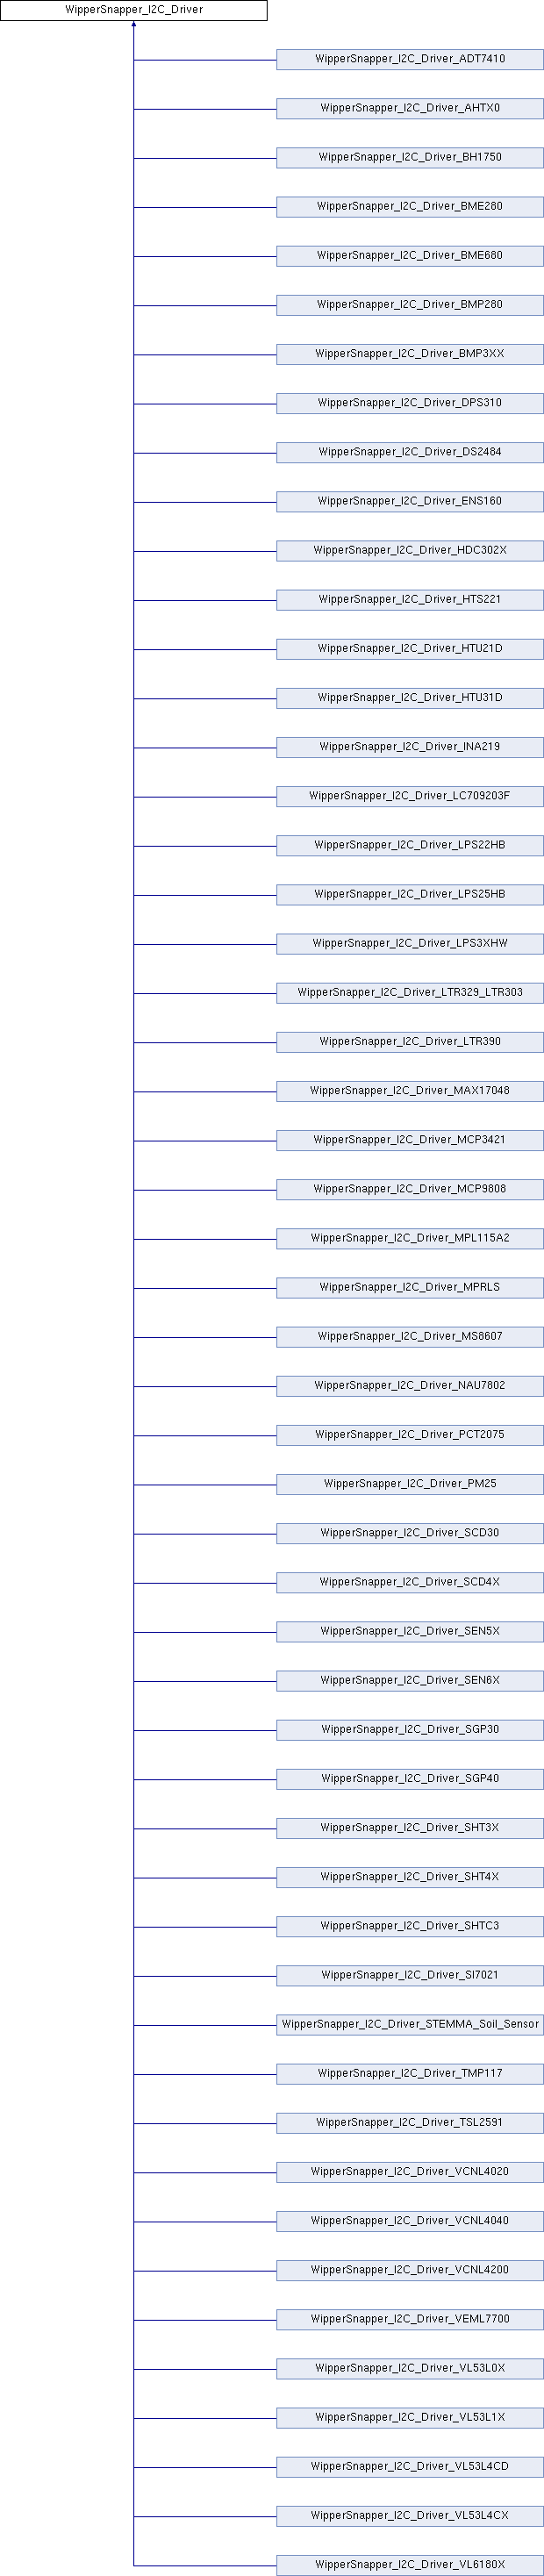 WipperSnapper_I2C_Driver
WipperSnapper_I2C_Driver_ADT7410
WipperSnapper_I2C_Driver_AHTX0
WipperSnapper_I2C_Driver_BH1750
WipperSnapper_I2C_Driver_BME280
WipperSnapper_I2C_Driver_BME680
WipperSnapper_I2C_Driver_BMP280
WipperSnapper_I2C_Driver_BMP3XX
WipperSnapper_I2C_Driver_DPS310
WipperSnapper_I2C_Driver_DS2484
WipperSnapper_I2C_Driver_ENS160
WipperSnapper_I2C_Driver_HDC302X
WipperSnapper_I2C_Driver_HTS221
WipperSnapper_I2C_Driver_HTU21D
WipperSnapper_I2C_Driver_HTU31D
WipperSnapper_I2C_Driver_INA219
WipperSnapper_I2C_Driver_LC709203F
WipperSnapper_I2C_Driver_LPS22HB
WipperSnapper_I2C_Driver_LPS25HB
WipperSnapper_I2C_Driver_LPS3XHW
WipperSnapper_I2C_Driver_LTR329_LTR303
WipperSnapper_I2C_Driver_LTR390
WipperSnapper_I2C_Driver_MAX17048
WipperSnapper_I2C_Driver_MCP3421
WipperSnapper_I2C_Driver_MCP9808
WipperSnapper_I2C_Driver_MPL115A2
WipperSnapper_I2C_Driver_MPRLS
WipperSnapper_I2C_Driver_MS8607
WipperSnapper_I2C_Driver_NAU7802
WipperSnapper_I2C_Driver_PCT2075
WipperSnapper_I2C_Driver_PM25
WipperSnapper_I2C_Driver_SCD30
WipperSnapper_I2C_Driver_SCD4X
WipperSnapper_I2C_Driver_SEN5X
WipperSnapper_I2C_Driver_SEN6X
WipperSnapper_I2C_Driver_SGP30
WipperSnapper_I2C_Driver_SGP40
WipperSnapper_I2C_Driver_SHT3X
WipperSnapper_I2C_Driver_SHT4X
WipperSnapper_I2C_Driver_SHTC3
WipperSnapper_I2C_Driver_SI7021
WipperSnapper_I2C_Driver_STEMMA_Soil_Sensor
WipperSnapper_I2C_Driver_TMP117
WipperSnapper_I2C_Driver_TSL2591
WipperSnapper_I2C_Driver_VCNL4020
WipperSnapper_I2C_Driver_VCNL4040
WipperSnapper_I2C_Driver_VCNL4200
WipperSnapper_I2C_Driver_VEML7700
WipperSnapper_I2C_Driver_VL53L0X
WipperSnapper_I2C_Driver_VL53L1X
WipperSnapper_I2C_Driver_VL53L4CD
WipperSnapper_I2C_Driver_VL53L4CX
WipperSnapper_I2C_Driver_VL6180X